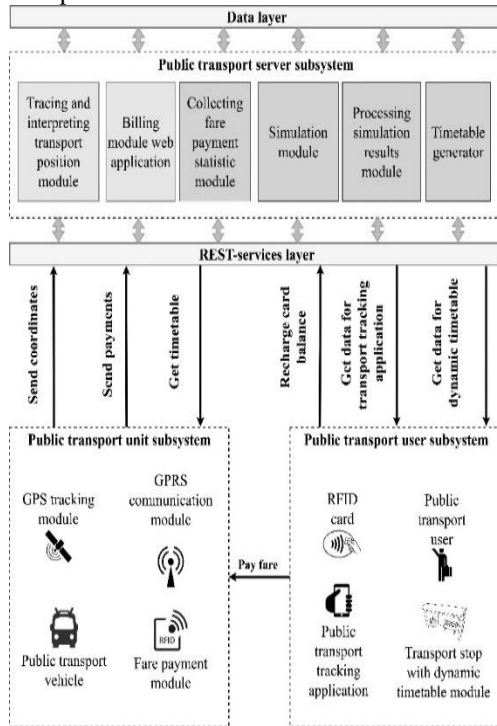 Data layer
Public transport server subsystem
Tracing and
interpreting
transport
position
module
Billing
module web
application
Collecting
fare
payment
statistic
module
Simulation
module
Processing
simulation
results
module
Timetable
generator
REST-services layer
Send coordinates
Send payments
Get timetable
Recharge card
balance
Get data for
transport tracking
application
Get data for
dynamic timetable
Public transport unit subsystem
GPS tracking
module
GPRS
communication
module
Public transport
vehicle
RFID
Fare payment
module
Pay fare
Public transport user subsystem
RFID
card
Public
transport
user
Public
transport
tracking
application
Transport stop
with dynamic
timetable module